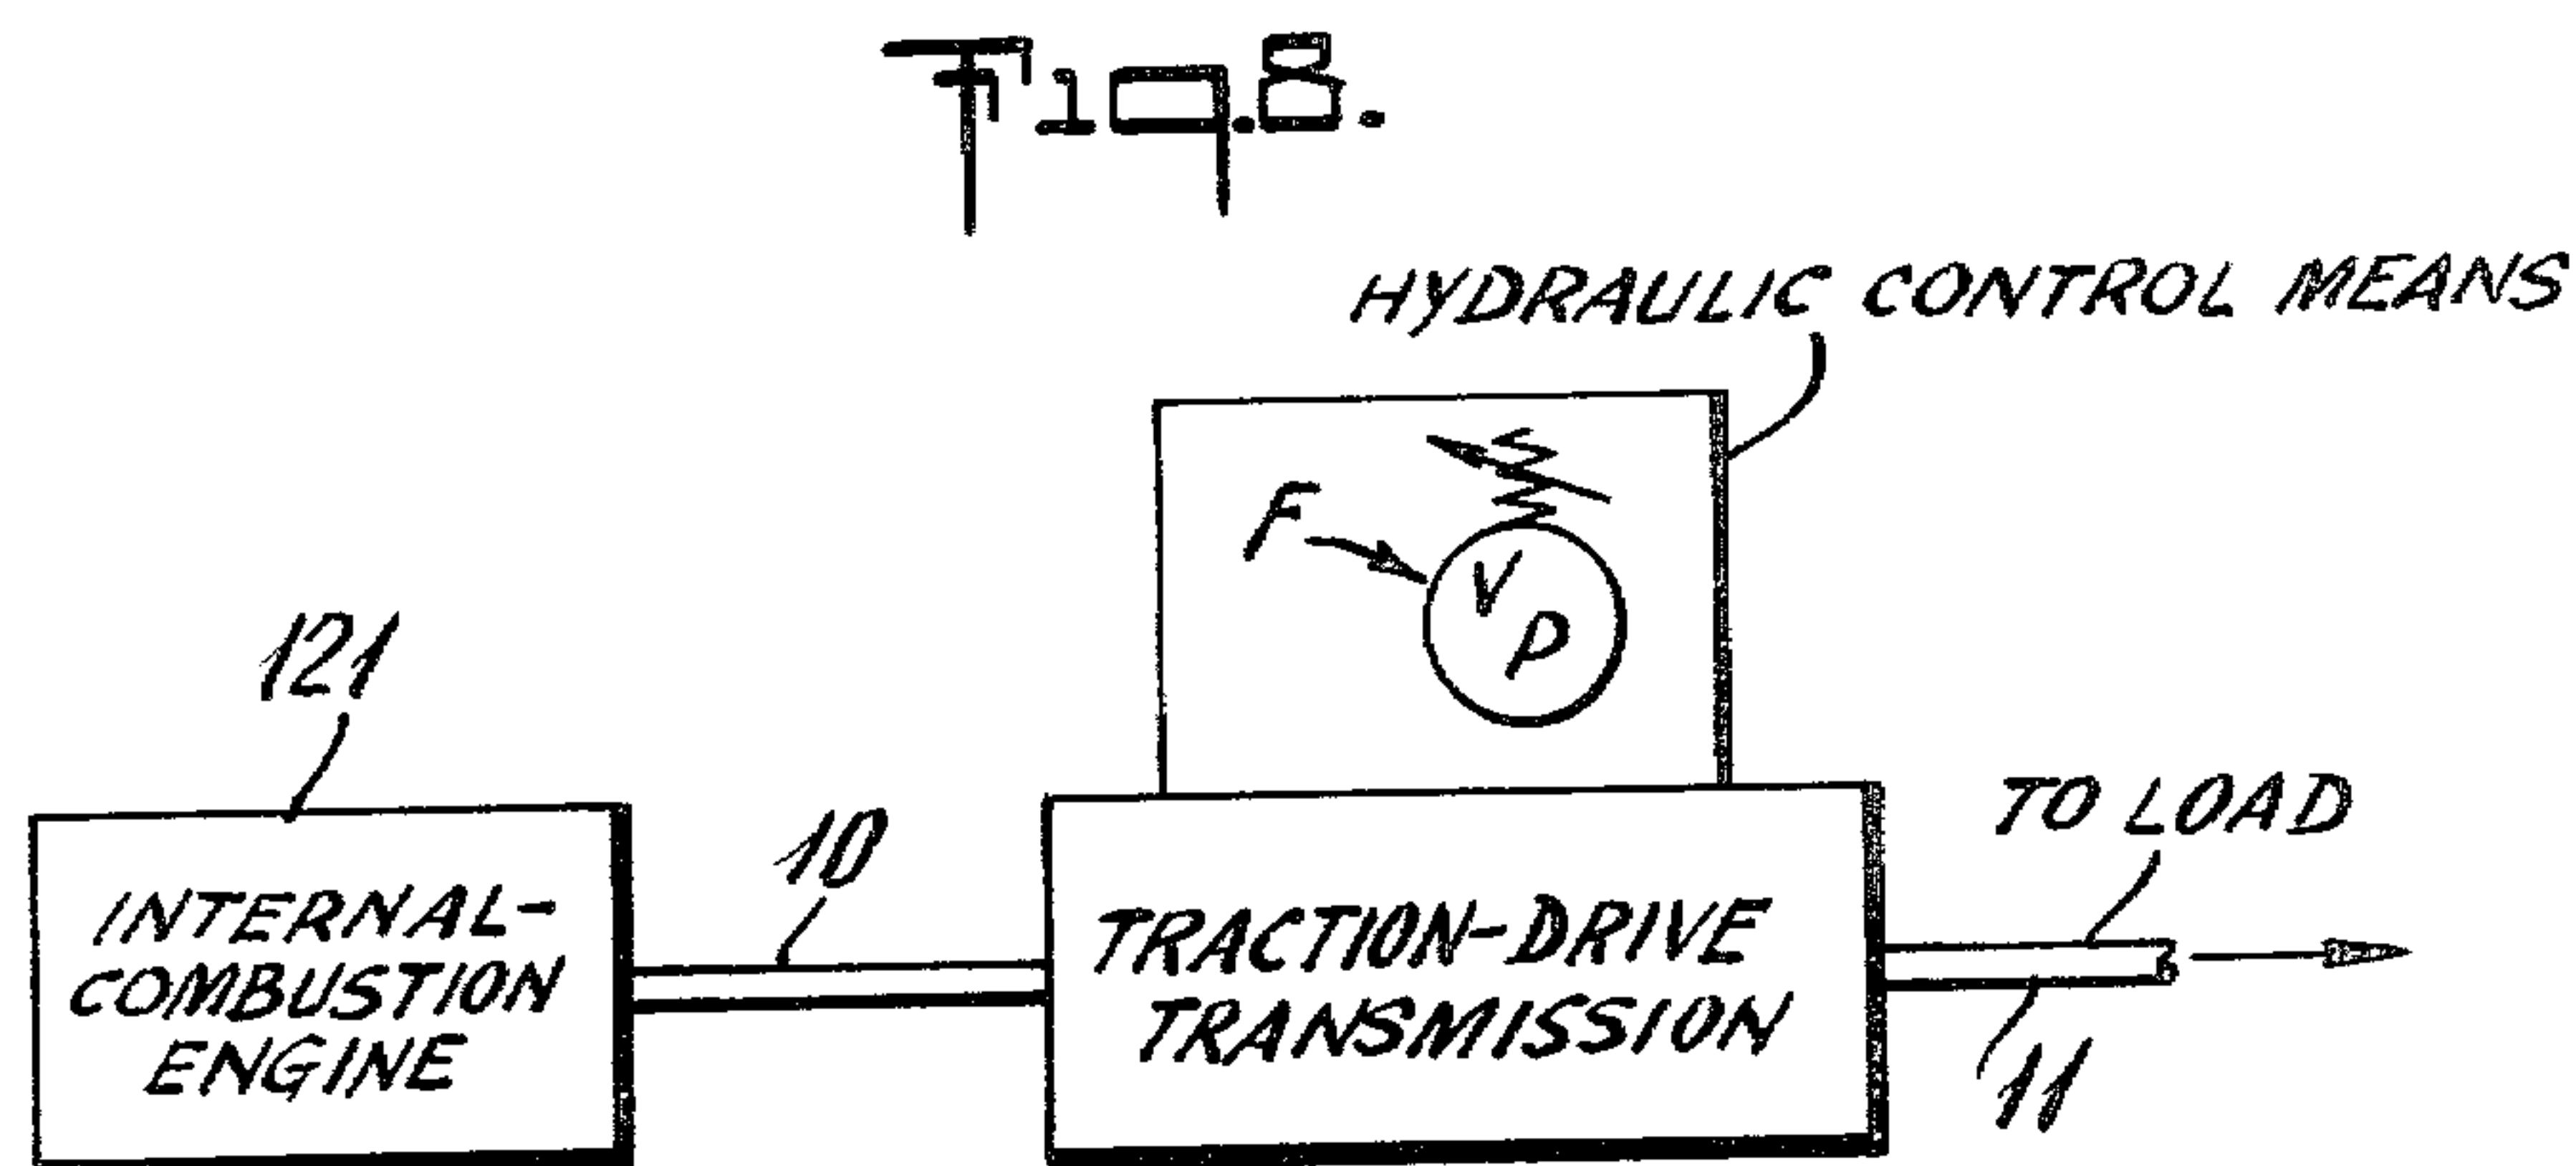 Fig.8.
HYDRAULIC CONTROL MEANS
F
V
P
121
10
TO LOAD
INTERNAL-
COMBUSTION
ENGINE
TRACTION-DRIVE
TRANSMISSION
11